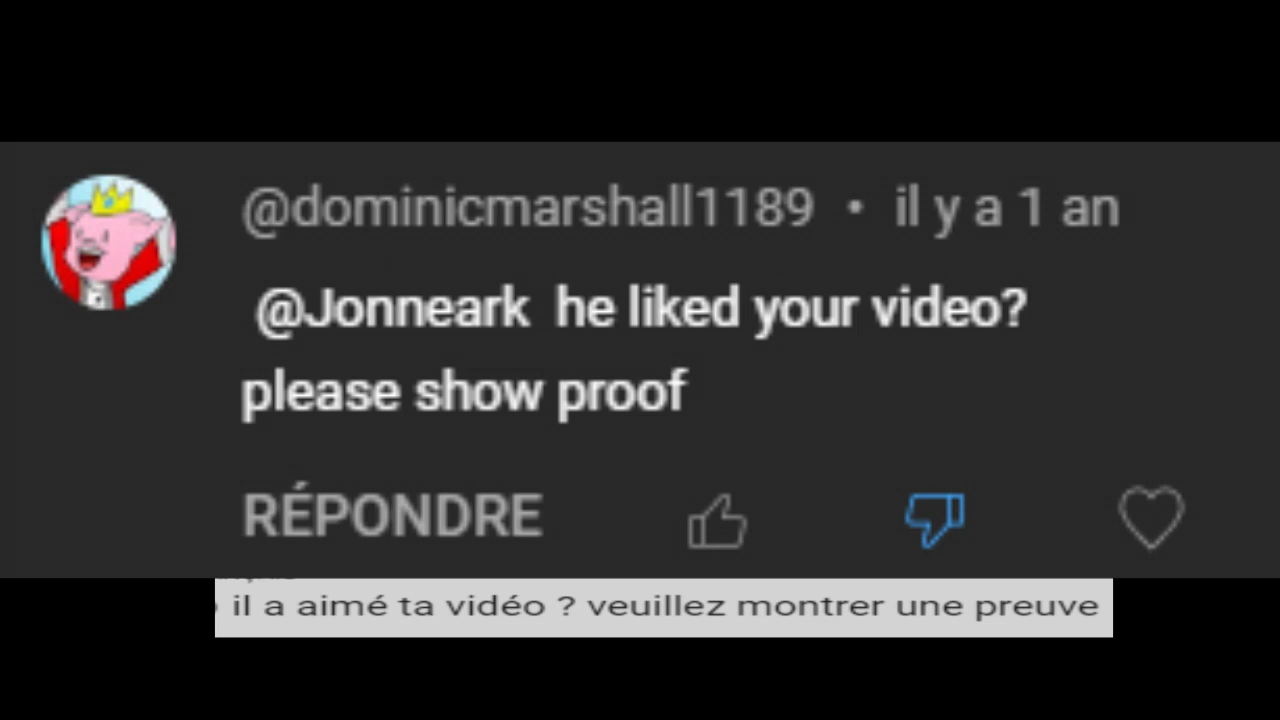 @dominicmarshall1189 • il y a 1 an
@Jonneark he liked your video?
please show proof
RÉPONDRE
il a aimé ta vidéo ? veuillez montrer une preuve